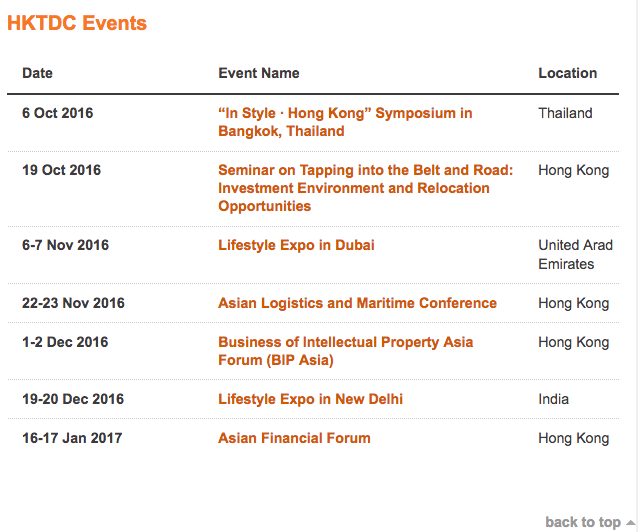 HKTDC Events
Date Event Name Location
6 Oct 2016 “In Style · Hong Kong” Symposium in Thailand
Bangkok, Thailand
19 Oct 2016 Seminar on Tapping into the Belt and Road: Hong Kong
Investment Environment and Relocation
Opportunities
6-7 Nov 2016 Lifestyle Expo in Dubai United Arad
Emirates
22-23 Nov 2016 Asian Logistics and Maritime Conference Hong Kong
1-2 Dec 2016 Business of Intellectual Property Asia Hong Kong
Forum (BIP Asia)
19-20 Dec 2016 Lifestyle Expo in New Delhi India
16-17 Jan 2017 Asian Financial Forum Hong Kong
back to top